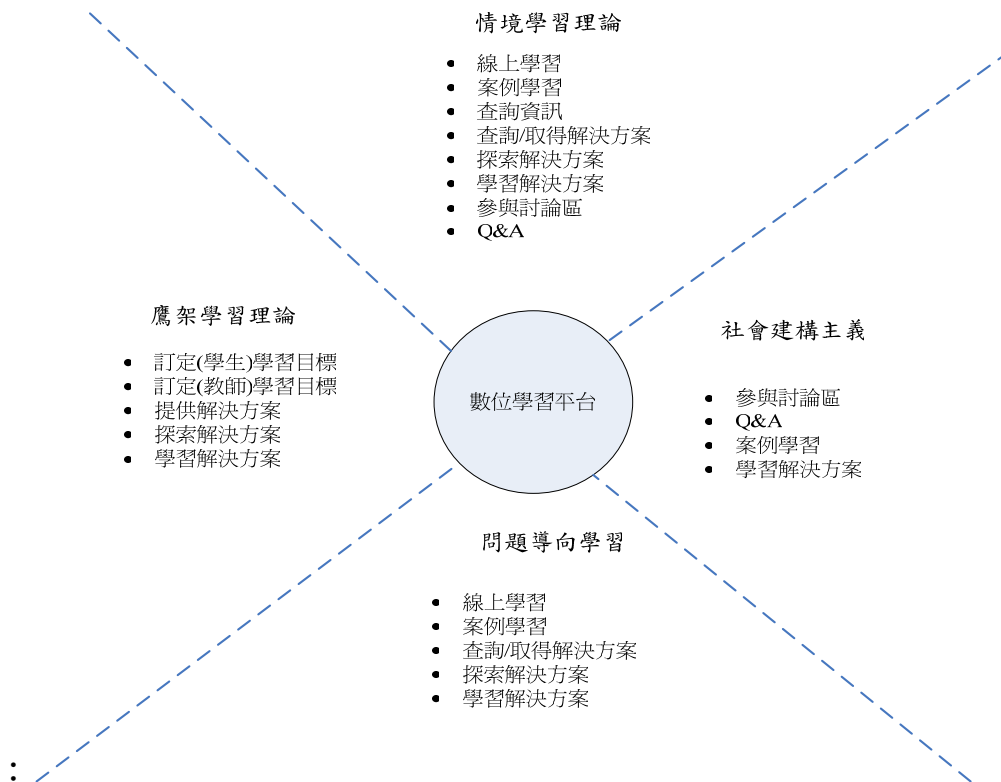 情境學習理論
• 線上學習
• 案例學習
• 查詢資訊
• 查詢/取得解決方案
• 探索解決方案
• 學習解決方案
• 參與討論區
• Q&A
鷹架學習理論
• 訂定(學生)學習目標
• 訂定(教師)學習目標
• 提供解決方案
• 探索解決方案
• 學習解決方案
數位學習平台
社會建構主義
• 參與討論區
• Q&A
• 案例學習
• 學習解決方案
問題導向學習
• 線上學習
• 案例學習
• 查詢/取得解決方案
• 探索解決方案
• 學習解決方案
: